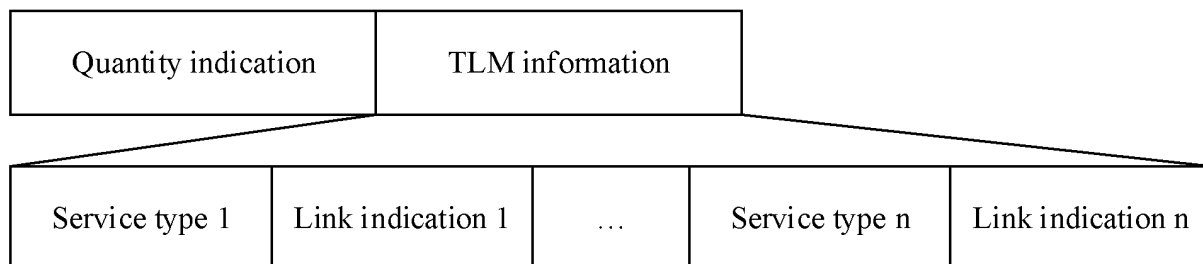 Quantity indication TLM information
Service type 1 Link indication 1 … Service type n Link indication n